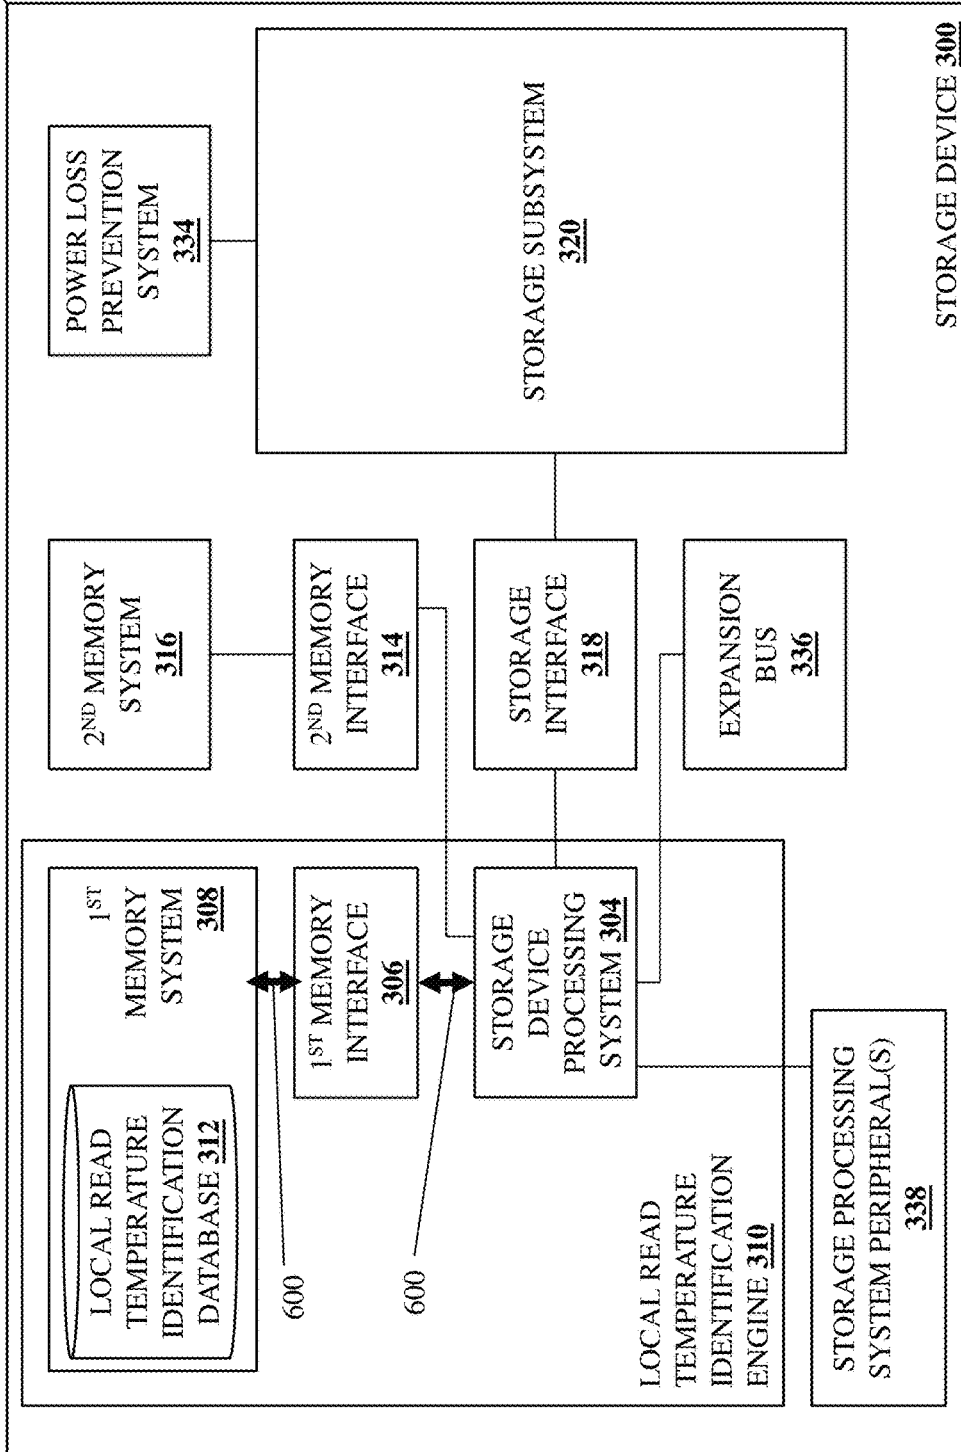 LOCAL READ
TEMPERATURE
IDENTIFICATION
DATABASE 312
1ST
MEMORY
SYSTEM
308
2ND MEMORY
SYSTEM
316
POWER LOSS
PREVENTION
SYSTEM
334
600
1ST MEMORY
INTERFACE
306
2ND MEMORY
INTERFACE
314
600
STORAGE
DEVICE
PROCESSING
SYSTEM 304
STORAGE
INTERFACE
318
STORAGE SUBSYSTEM
320
LOCAL READ
TEMPERATURE
IDENTIFICATION
ENGINE 310
EXPANSION
BUS
336
STORAGE PROCESSING
SYSTEM PERIPHERAL(S)
338
STORAGE DEVICE 300